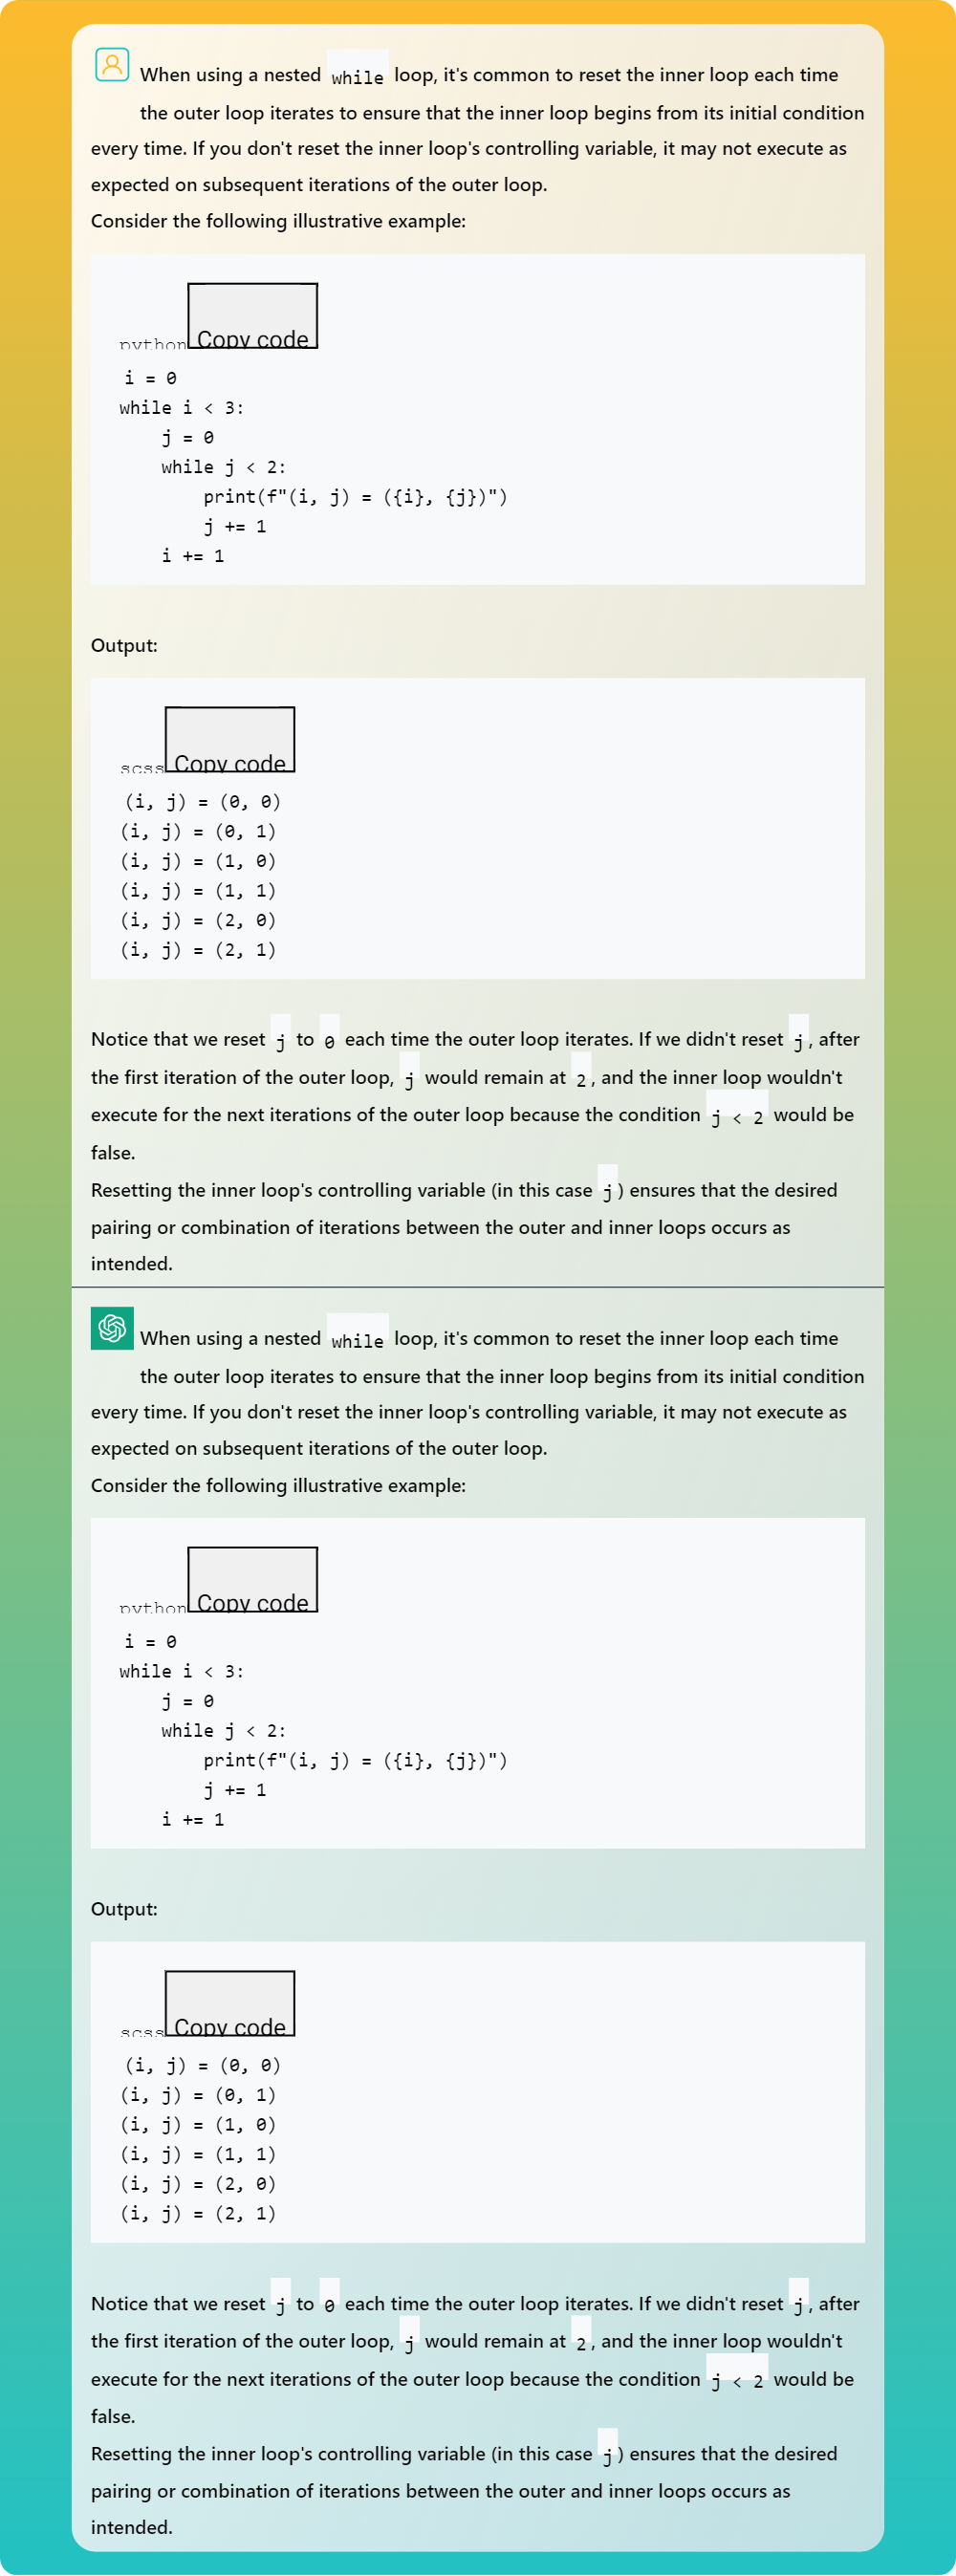 When using a nested while loop, it's common to reset the inner loop each time
the outer loop iterates to ensure that the inner loop begins from its initial condition
every time. If you don't reset the inner loop's controlling variable, it may not execute as
expected on subsequent iterations of the outer loop.
Consider the following illustrative example:
python Copy code
i = 0
while i < 3:
    j = 0
    while j < 2:
        print(f"(i, j) = ({i}, {j})")
        j += 1
    i += 1
Output:
scss Copy code
(i, j) = (0, 0)
(i, j) = (0, 1)
(i, j) = (1, 0)
(i, j) = (1, 1)
(i, j) = (2, 0)
(i, j) = (2, 1)
Notice that we reset j to 0 each time the outer loop iterates. If we didn't reset j, after
the first iteration of the outer loop, j would remain at 2, and the inner loop wouldn't
execute for the next iterations of the outer loop because the condition j < 2 would be
false.
Resetting the inner loop's controlling variable (in this case j) ensures that the desired
pairing or combination of iterations between the outer and inner loops occurs as
intended.
When using a nested while loop, it's common to reset the inner loop each time
the outer loop iterates to ensure that the inner loop begins from its initial condition
every time. If you don't reset the inner loop's controlling variable, it may not execute as
expected on subsequent iterations of the outer loop.
Consider the following illustrative example:
python Copy code
i = 0
while i < 3:
    j = 0
    while j < 2:
        print(f"(i, j) = ({i}, {j})")
        j += 1
    i += 1
Output:
scss Copy code
(i, j) = (0, 0)
(i, j) = (0, 1)
(i, j) = (1, 0)
(i, j) = (1, 1)
(i, j) = (2, 0)
(i, j) = (2, 1)
Notice that we reset j to 0 each time the outer loop iterates. If we didn't reset j, after
the first iteration of the outer loop, j would remain at 2, and the inner loop wouldn't
execute for the next iterations of the outer loop because the condition j < 2 would be
false.
Resetting the inner loop's controlling variable (in this case j) ensures that the desired
pairing or combination of iterations between the outer and inner loops occurs as
intended.